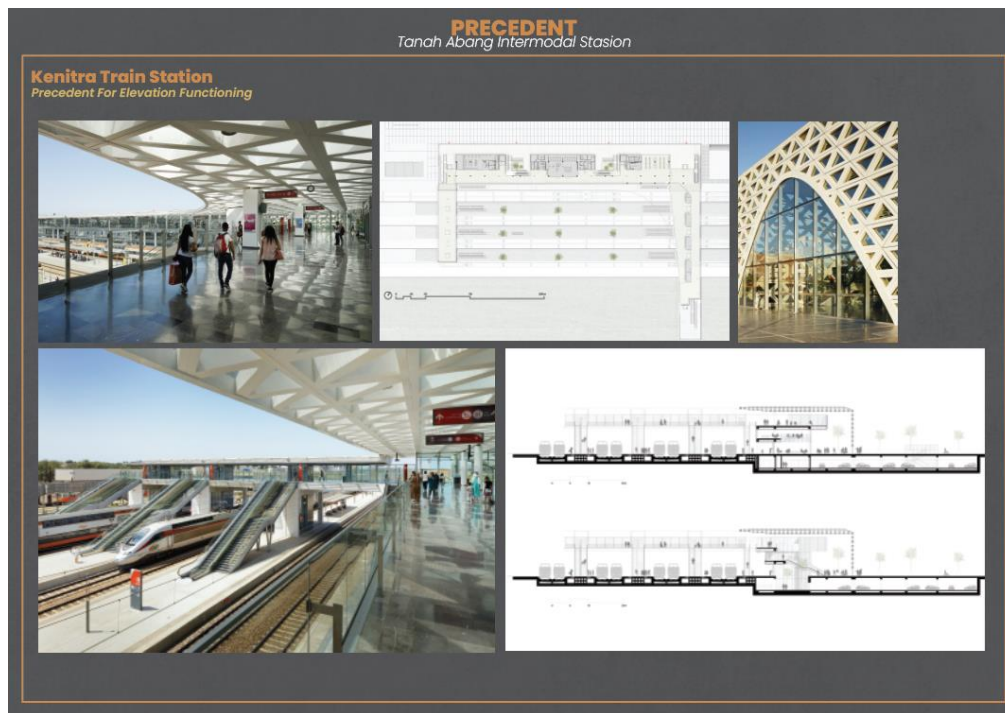 PRECEDENT
Tanah Abang Intermodal Stasion
Kenitra Train Station
Precedent For Elevation Functioning